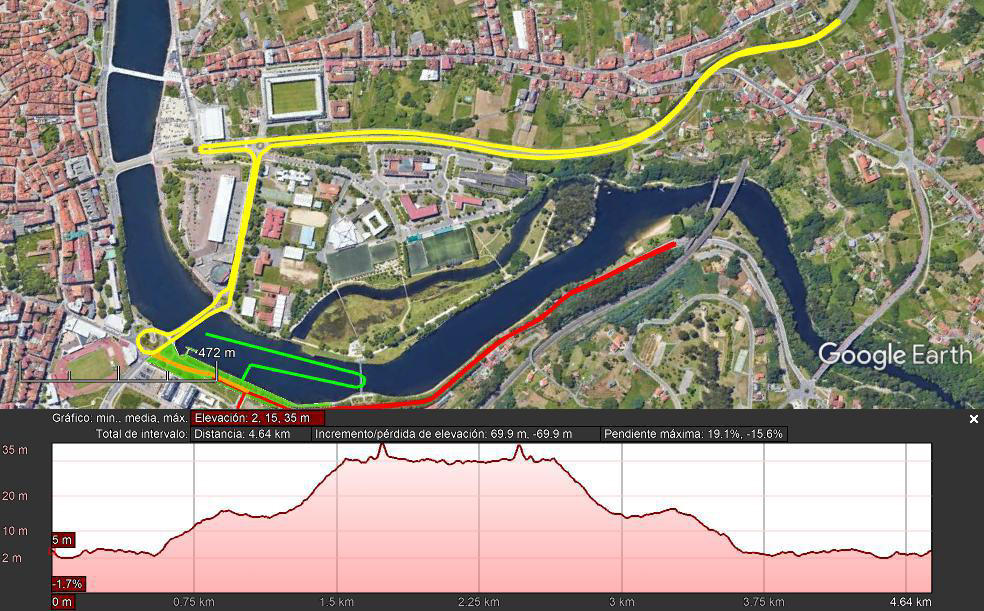 472 m
Google Earth
Gráfico: min., media, máx. Elevación: 2, 15, 35 m
Total de intervalo: Distancia: 4.64 km Incremento/pérdida de elevación: 69.9 m, -69.9 m Pendiente máxima: 19.1%, -15.6%
35 m
20 m
10 m
5 m
2 m
-1.7%
0 m 0.75 km 1.5 km 2.25 km 3 km 3.75 km 4.64 km